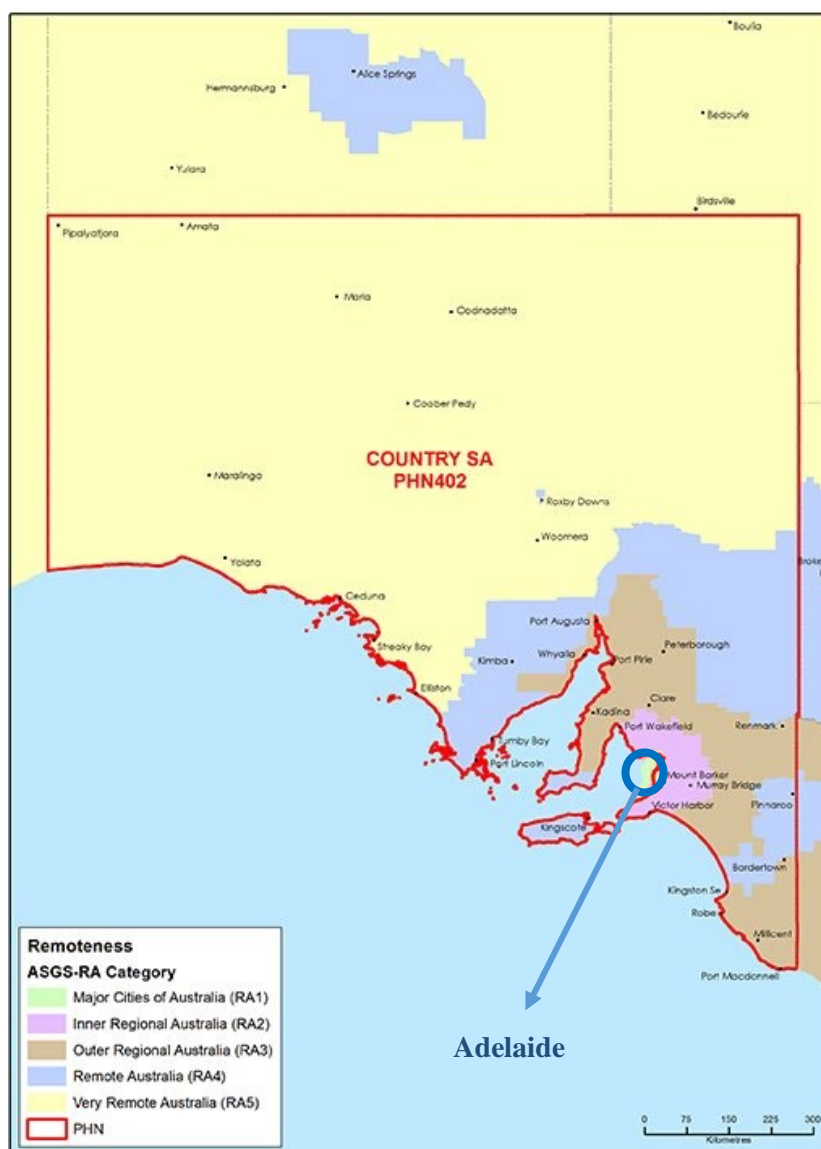 Boulia
Alice Springs
Hermannsburg
Bedourie
Yulara
Birdsville
Pipalyatjara
Amata
Marla
Oodnadatta
Coober Pedy
COUNTRY SA
PHN402
Maralinga
Roxby Downs
Woomera
Yalata
Broke
Ceduna
Port Augusta
Streaky Bay
Whyalla
Peterborough
Kimba
Port Pirie
Elliston
Clare
Kadina
Port Wakefield
Renmark
Tumby Bay
Port Lincoln
Mount Barker
Murray Bridge
Pinnaroo
Victor Harbor
Kingscote
Bordertown
Kingston Se
Robe
Millicent
Port Macdonnell
Adelaide
Remoteness
ASGS-RA Category
Major Cities of Australia (RA1)
Inner Regional Australia (RA2)
Outer Regional Australia (RA3)
Remote Australia (RA4)
Very Remote Australia (RA5)
PHN
0 75 150 225 300
Kilometres